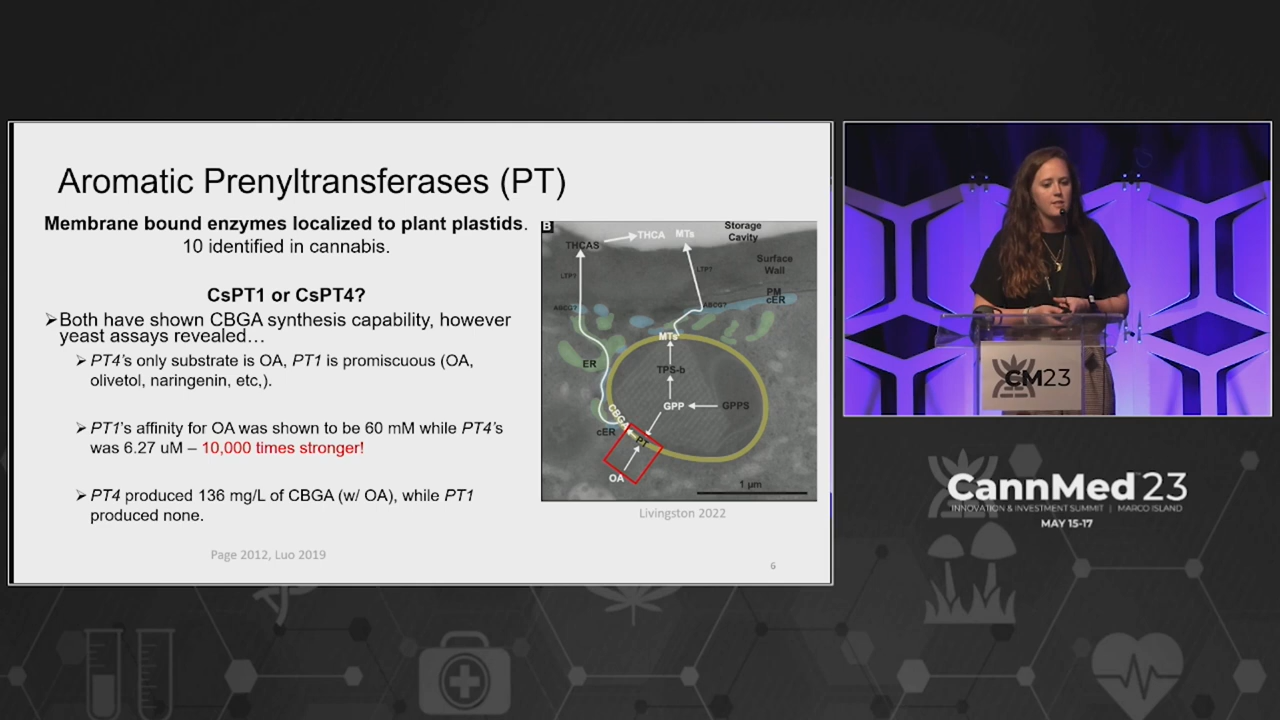 Aromatic Prenyltransferases (PT)
Membrane bound enzymes localized to plant plastids.
10 identified in cannabis.
CsPT1 or CsPT4?
➢Both have shown CBGA synthesis capability, however
yeast assays revealed…
➢PT4's only substrate is OA, PT1 is promiscuous (OA,
olivetol, naringenin, etc,).
➢PT1's affinity for OA was shown to be 60 mM while PT4's
was 6.27 uM – 10,000 times stronger!
➢PT4 produced 136 mg/L of CBGA (w/ OA), while PT1
produced none.
Page 2012, Luo 2019
B
THCAS
THCA
MTs
Storage
Cavity
LTP?
LTP?
Surface
Wall
PM
cER
ABCG?
ABCG?
MTs
ER
TPS-b
GPP
GPPS
CBGA
cER
PT
OA
1 µm
Livingston 2022
6
CM23
CannMed 23
INNOVATION & INVESTMENT SUMMIT | MARCO ISLAND
MAY 15-17